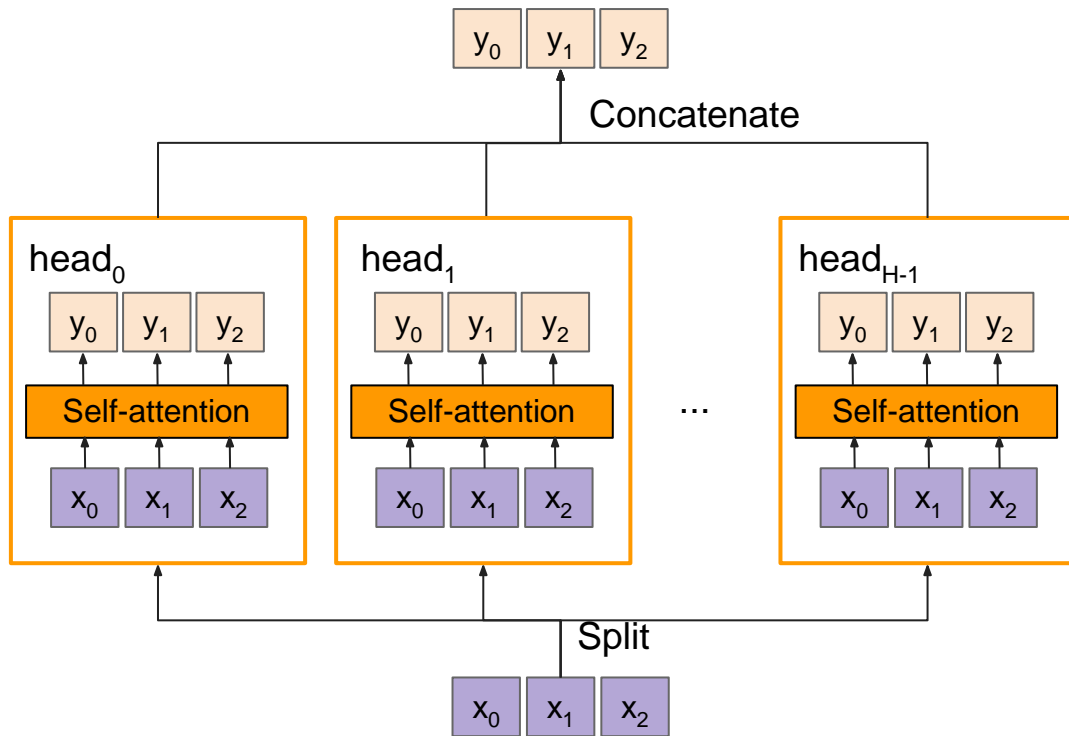 y₀ y₁ y₂
Concatenate
head₀ head₁ head_H-1
y₀ y₁ y₂ y₀ y₁ y₂ y₀ y₁ y₂
Self-attention Self-attention ... Self-attention
x₀ x₁ x₂ x₀ x₁ x₂ x₀ x₁ x₂
Split
x₀ x₁ x₂